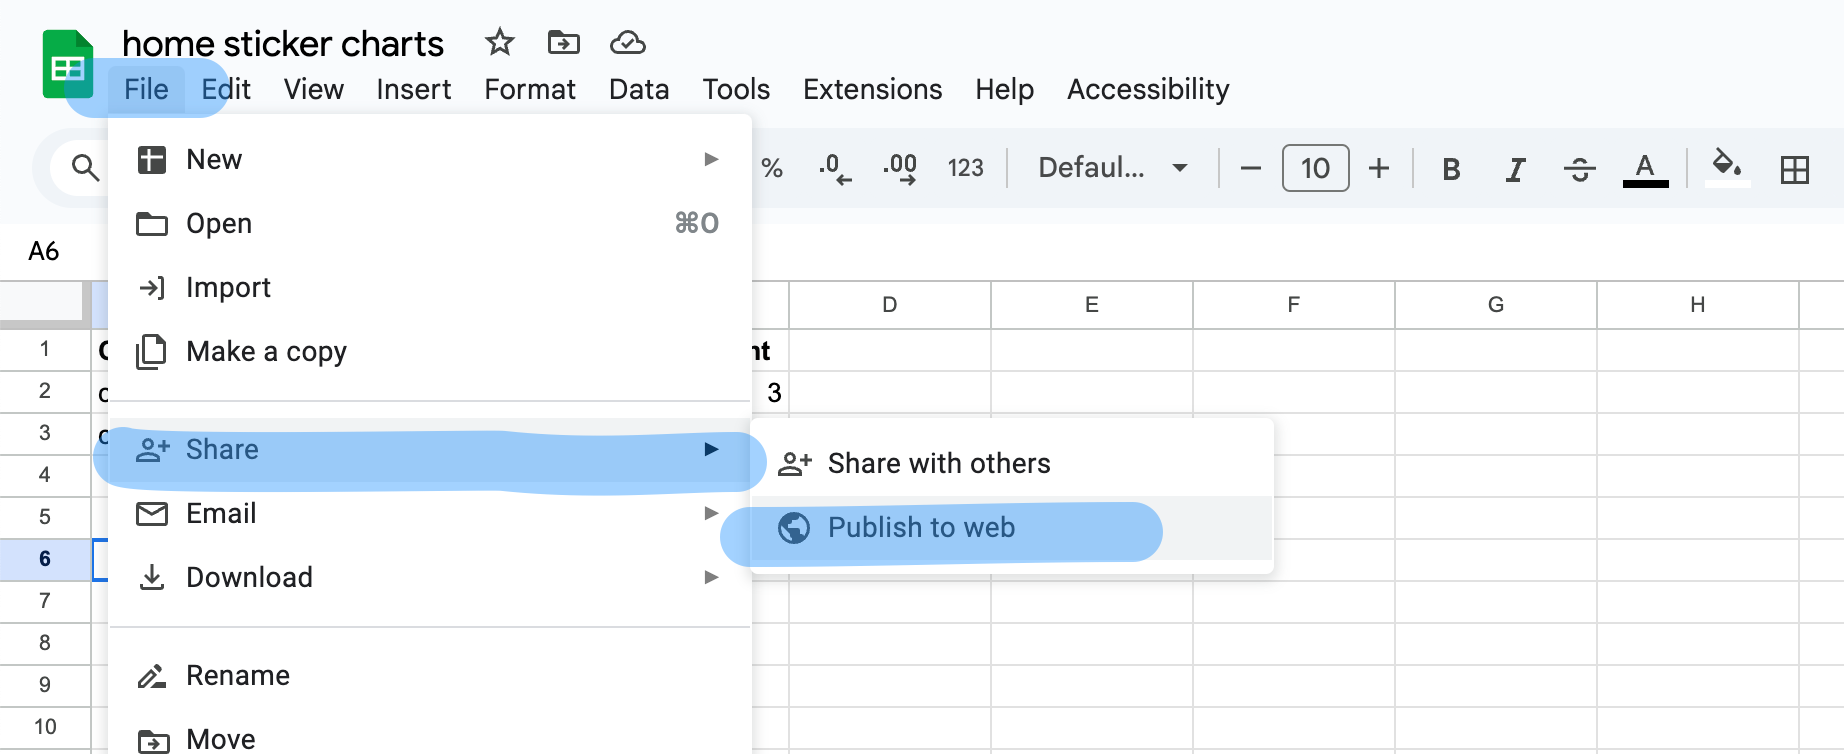 home sticker charts
File Edit View Insert Format Data Tools Extensions Help Accessibility
% .0 .00 123 Defaul... 10 B I A
New
Open ⌘O
Import
Make a copy
Share
Email
Download
Rename
Move
Share with others
Publish to web
A6
D E F G H
1 nt
2 3
3
4
5
6
7
8
9
10